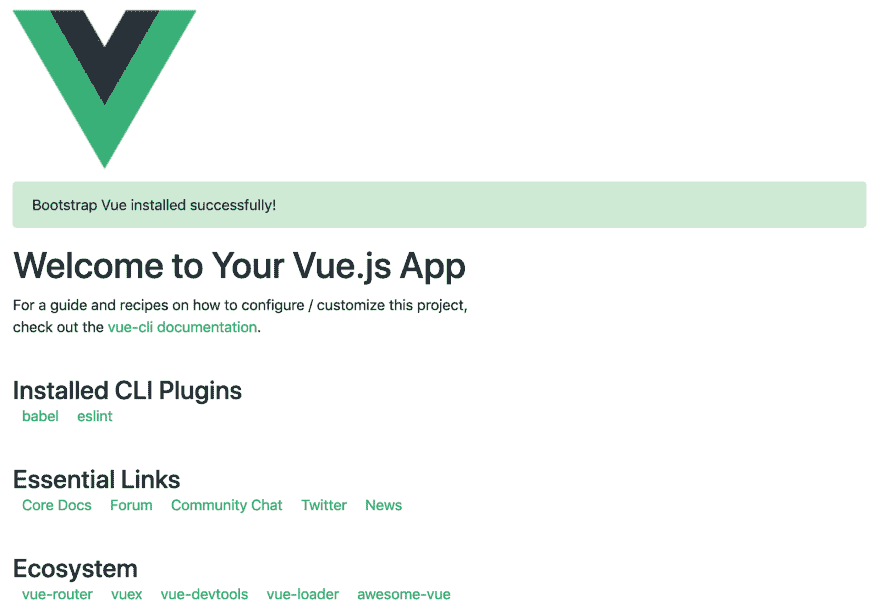 Bootstrap Vue installed successfully!
Welcome to Your Vue.js App
For a guide and recipes on how to configure / customize this project,
check out the vue-cli documentation.
Installed CLI Plugins
babel eslint
Essential Links
Core Docs Forum Community Chat Twitter News
Ecosystem
vue-router vuex vue-devtools vue-loader awesome-vue